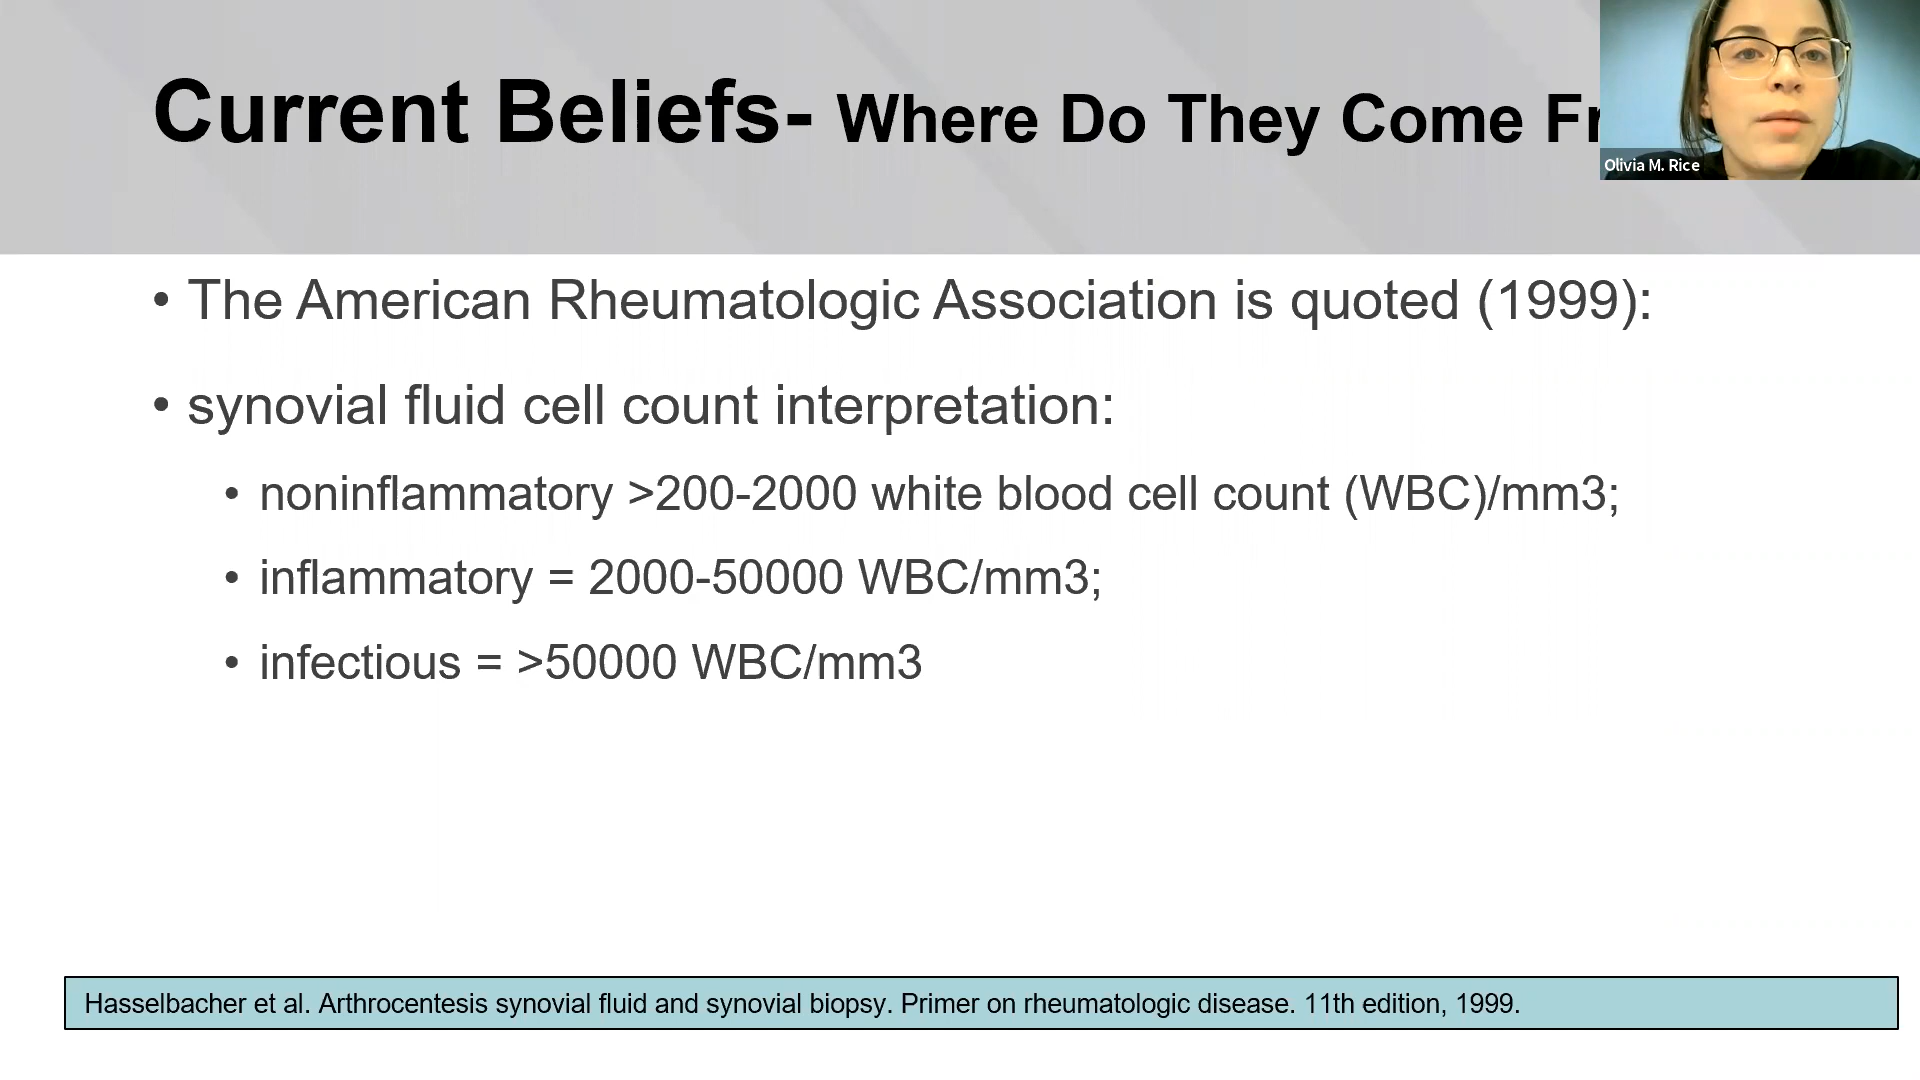 Current Beliefs- Where Do They Come
Olivia M. Rice
• The American Rheumatologic Association is quoted (1999):
• synovial fluid cell count interpretation:
• noninflammatory >200-2000 white blood cell count (WBC)/mm3;
• inflammatory = 2000-50000 WBC/mm3;
• infectious = >50000 WBC/mm3
Hasselbacher et al. Arthrocentesis synovial fluid and synovial biopsy. Primer on rheumatologic disease. 11th edition, 1999.